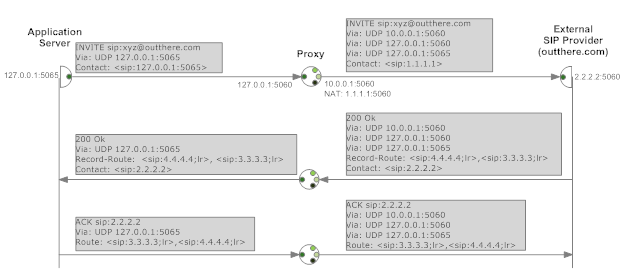 Application
Server
127.0.0.1:5065
INVITE sip:xyz@outthere.com
Via: UDP 127.0.0.1:5065
Contact: <sip:127.0.0.1:5065>
Proxy
127.0.0.1:5060
10.0.0.1:5060
NAT: 1.1.1.1:5060
INVITE sip:xyz@outthere.com
Via: UDP 10.0.0.1:5060
Via: UDP 127.0.0.1:5060
Via: UDP 127.0.0.1:5065
Contact: <sip:1.1.1.1>
External
SIP Provider
(outthere.com)
2.2.2.2:5060
200 Ok
Via: UDP 127.0.0.1:5065
Record-Route: <sip:4.4.4.4;lr>, <sip:3.3.3.3;lr>
Contact: <sip:2.2.2.2>
200 Ok
Via: UDP 10.0.0.1:5060
Via: UDP 127.0.0.1:5060
Via: UDP 127.0.0.1:5065
Record-Route: <sip:4.4.4.4;lr>, <sip:3.3.3.3;lr>
Contact: <sip:2.2.2.2>
ACK sip:2.2.2.2
Via: UDP 127.0.0.1:5065
Route: <sip:3.3.3.3;lr>,<sip:4.4.4.4;lr>
ACK sip:2.2.2.2
Via: UDP 10.0.0.1:5060
Via: UDP 127.0.0.1:5060
Via: UDP 127.0.0.1:5065
Route: <sip:3.3.3.3;lr>,<sip:4.4.4.4;lr>